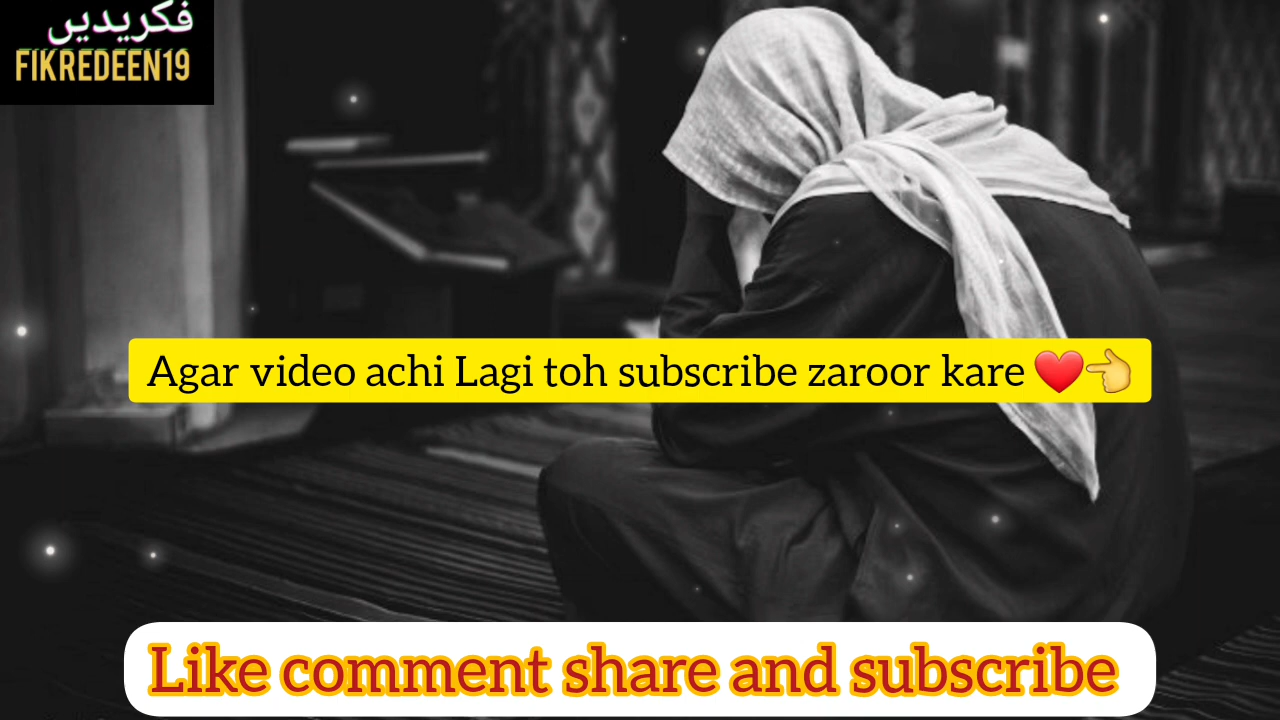 فکریدیں
FIKREDEEN19
Agar video achi Lagi toh subscribe zaroor kare ❤️👈
Like comment share and subscribe